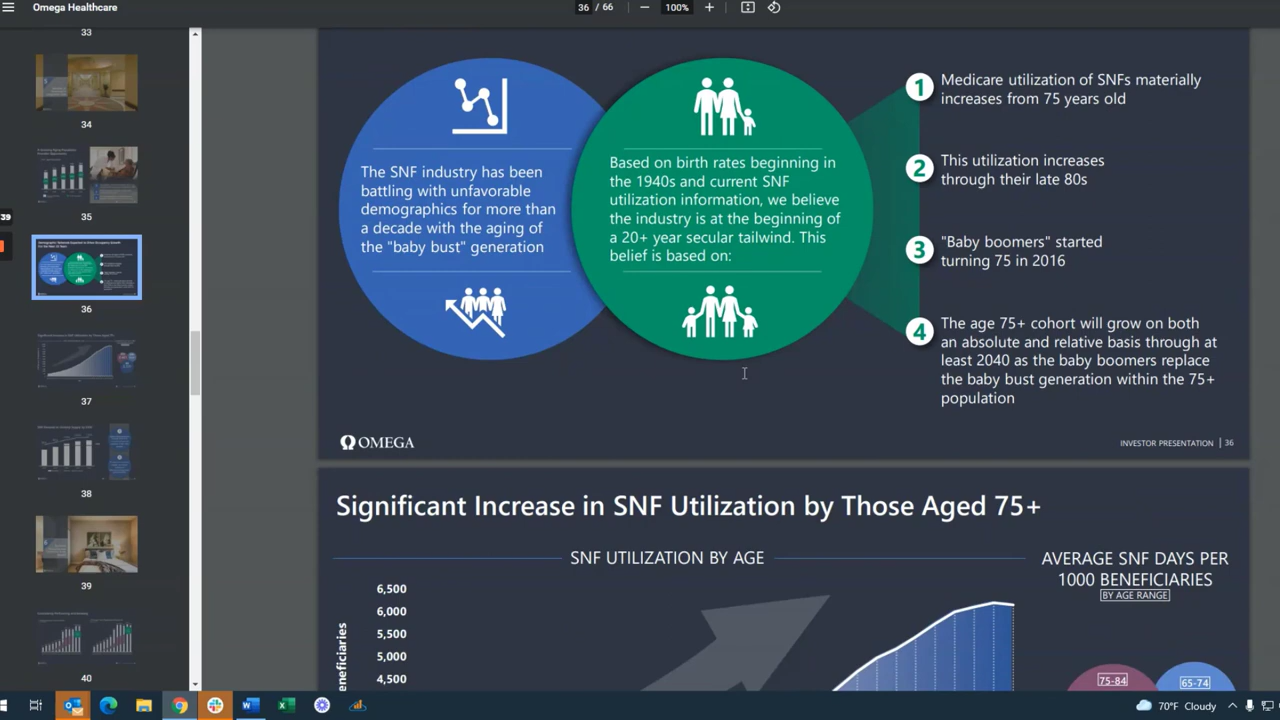 Omega Healthcare
36 / 66
100%
33
34
35
36
37
38
39
40
39
The SNF industry has been
battling with unfavorable
demographics for more than
a decade with the aging of
the "baby bust" generation
Based on birth rates beginning in
the 1940s and current SNF
utilization information, we believe
the industry is at the beginning of
a 20+ year secular tailwind. This
belief is based on:
1
Medicare utilization of SNFs materially
increases from 75 years old
2
This utilization increases
through their late 80s
3
"Baby boomers" started
turning 75 in 2016
4
The age 75+ cohort will grow on both
an absolute and relative basis through at
least 2040 as the baby boomers replace
the baby bust generation within the 75+
population
OMEGA
INVESTOR PRESENTATION | 36
Significant Increase in SNF Utilization by Those Aged 75+
SNF UTILIZATION BY AGE
AVERAGE SNF DAYS PER
1000 BENEFICIARIES
BY AGE RANGE
6,500
6,000
5,500
5,000
4,500
neficiaries
75-84
65-74
70°F Cloudy